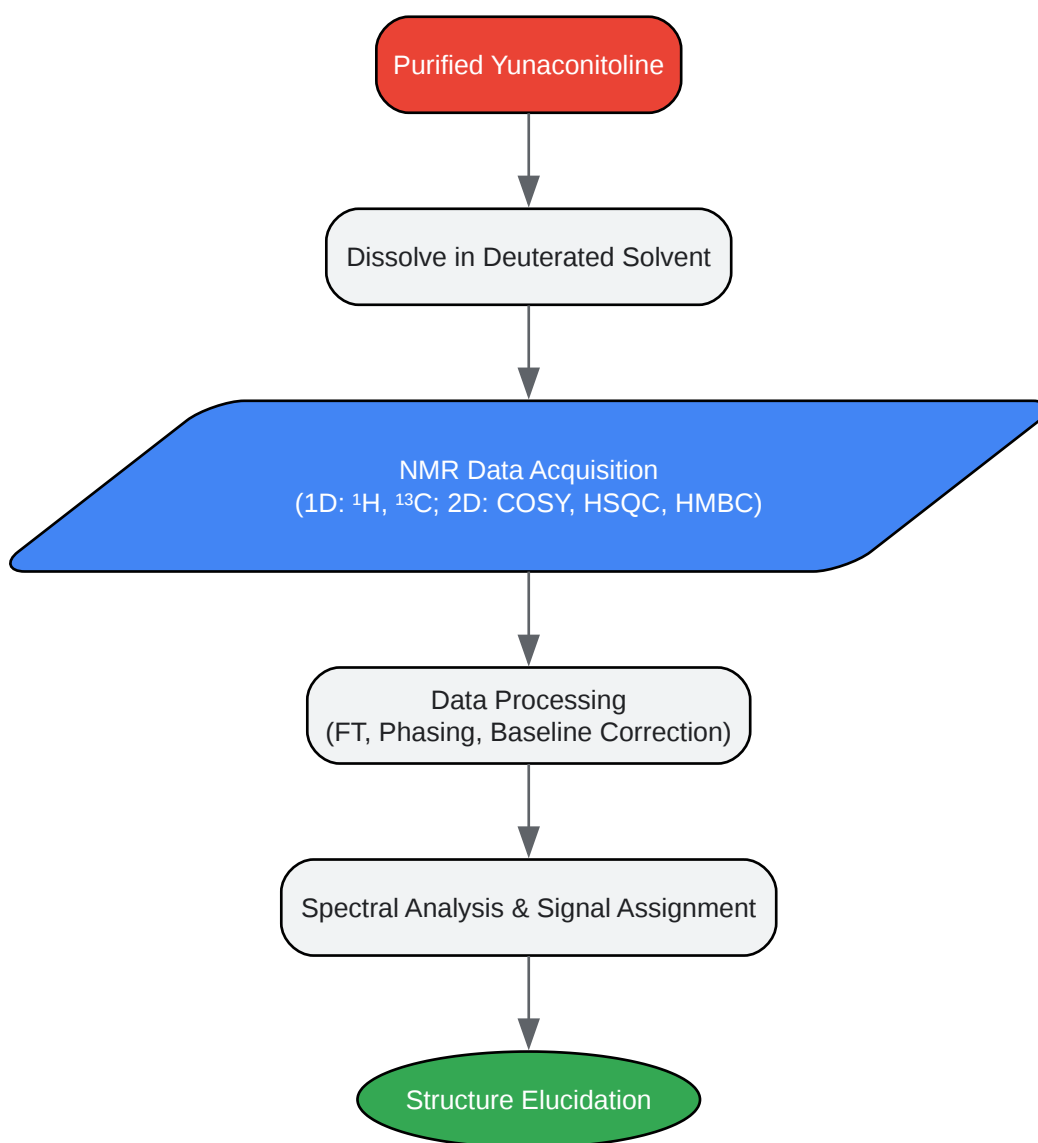 Purified Yunaconitoline
Dissolve in Deuterated Solvent
NMR Data Acquisition
(1D: ¹H, ¹³C; 2D: COSY, HSQC, HMBC)
Data Processing
(FT, Phasing, Baseline Correction)
Spectral Analysis & Signal Assignment
Structure Elucidation